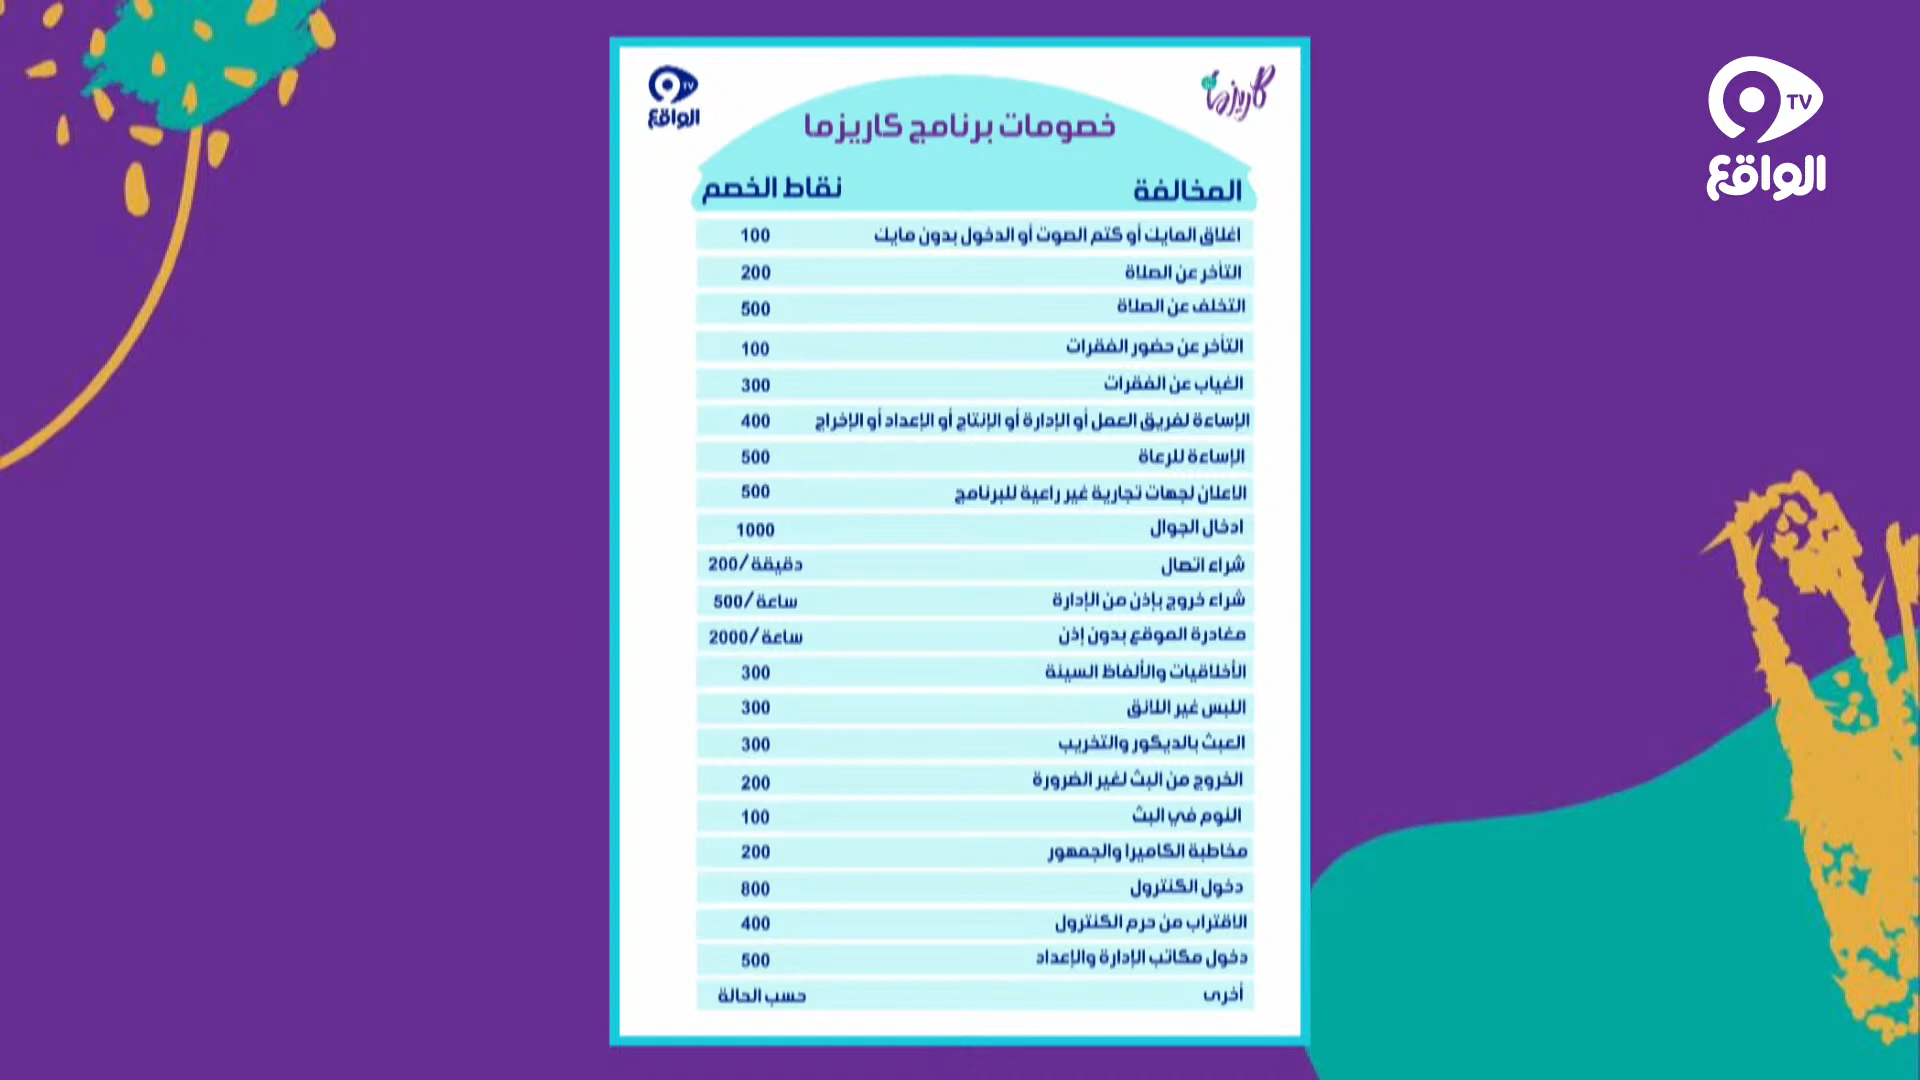 TV
الواقع
كاريزما
TV
الواقع
خصومات برنامج كاريزما
المخالفة نقاط الخصم
اغلاق المايك أو كتم الصوت أو الدخول بدون مايك 100
التأخر عن الصلاة 200
التخلف عن الصلاة 500
التأخر عن حضور الفقرات 100
الغياب عن الفقرات 300
الإساءة لفريق العمل أو الإدارة أو الإنتاج أو الإعداد أو الإخراج 400
الإساءة للرعاة 500
الاعلان لجهات تجارية غير راعية للبرنامج 500
ادخال الجوال 1000
شراء اتصال دقيقة/200
شراء خروج بإذن من الإدارة ساعة/500
مغادرة الموقع بدون إذن ساعة/2000
الأخلاقيات والألفاظ السيئة 300
اللبس غير اللائق 300
العبث بالديكور والتخريب 300
الخروج من البث لغير الضرورة 200
النوم في البث 100
مخاطبة الكاميرا والجمهور 200
دخول الكنترول 800
الاقتراب من حرم الكنترول 400
دخول مكاتب الإدارة والإعداد 500
أخرى حسب الحالة